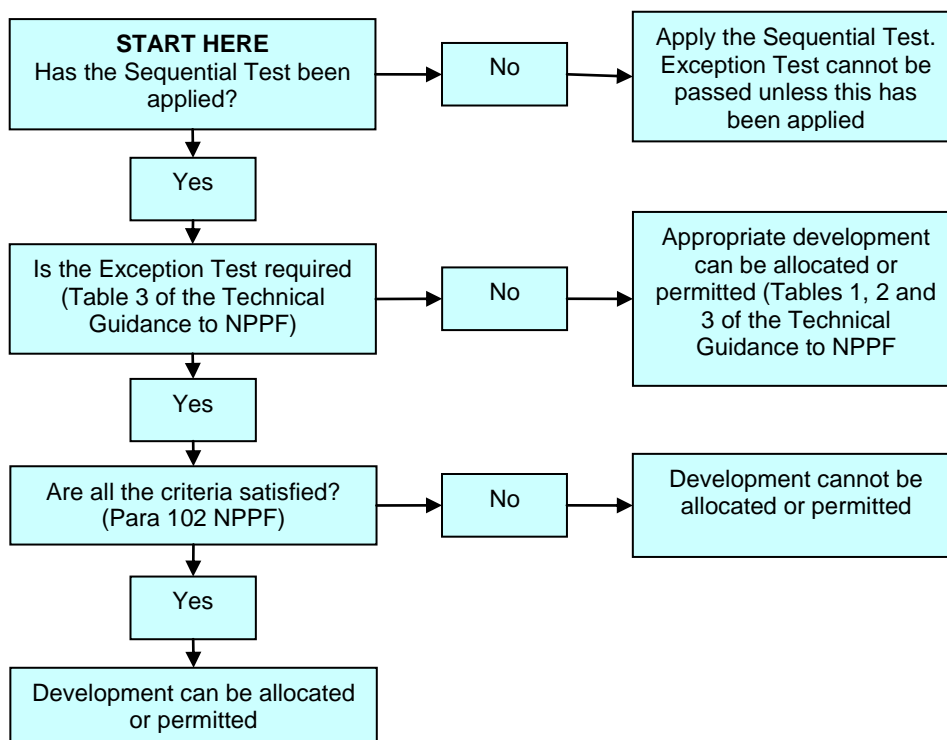 START HERE
Has the Sequential Test been
applied?
No
Apply the Sequential Test.
Exception Test cannot be
passed unless this has
been applied
Yes
Is the Exception Test required
(Table 3 of the Technical
Guidance to NPPF)
No
Appropriate development
can be allocated or
permitted (Tables 1, 2 and
3 of the Technical
Guidance to NPPF
Yes
Are all the criteria satisfied?
(Para 102 NPPF)
No
Development cannot be
allocated or permitted
Yes
Development can be allocated
or permitted